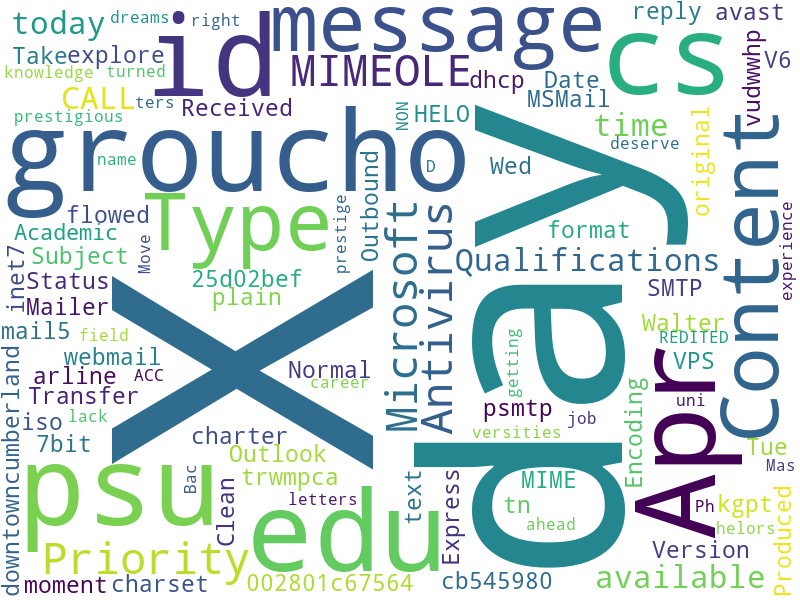 today
dreams
right
id
message
reply
avast
Take
explore
knowledge
turned
CALL
ters
Received
MIMEOLE
dhcp
Date
MSMail
cs
V6
vudwwhp
prestigious
groucho
NON
HELO
time
original
name
D
Wed
deserve
Content
flowed
Type
Outbound
y
format
Academic
Subject
Move
prestige
Qualifications
experience
inet7
Status
25d02bef
plain
Microsoft
Antivirus
SMTP
Mailer
X
a
Walter
mail5
field
REDITED
webmail
Normal
getting
VPS
arline
ACC
career
Transfer
psmtp
Encoding
Apr
uni
downtowncumberland
lack
iso
charter
job
7bit
versities
Outlook
Tue
psu
Bac
trwmpca
d
Mas
Clean
letters
edu
text
Express
MIME
tn
ahead
Ph
kgpt
helors
Produced
Priority
Version
moment
charset
002801c67564
cb545980
available